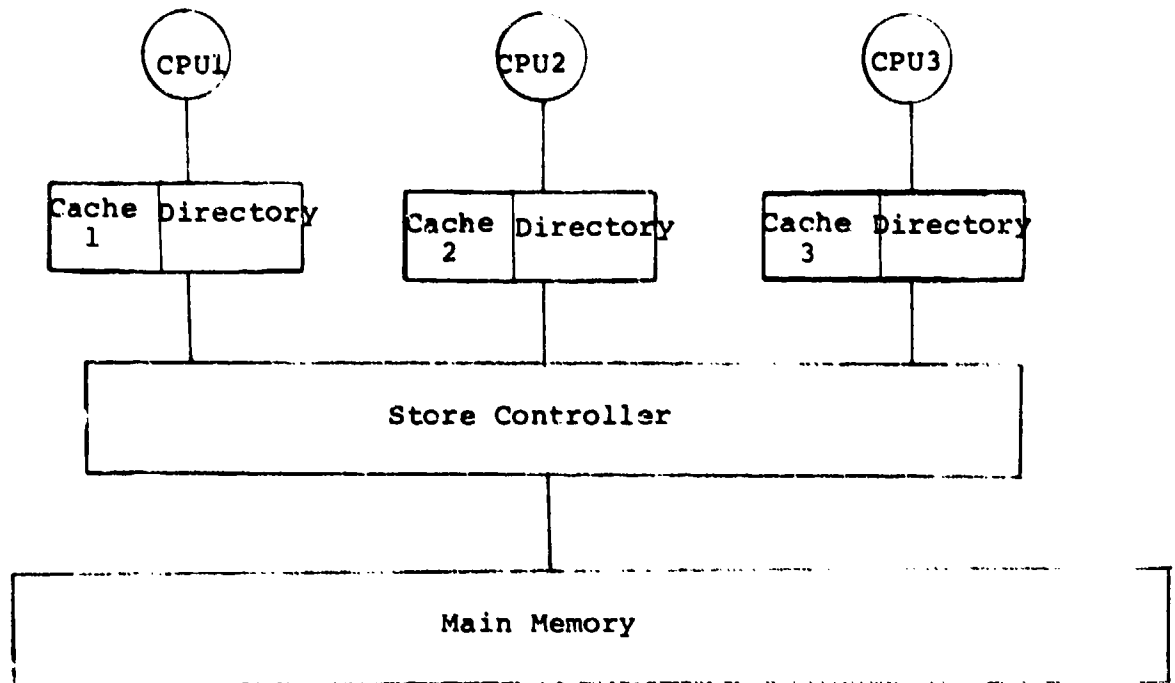 CPU1
CPU2
CPU3
Cache Directory
1
Cache Directory
2
Cache Directory
3
Store Controller
Main Memory